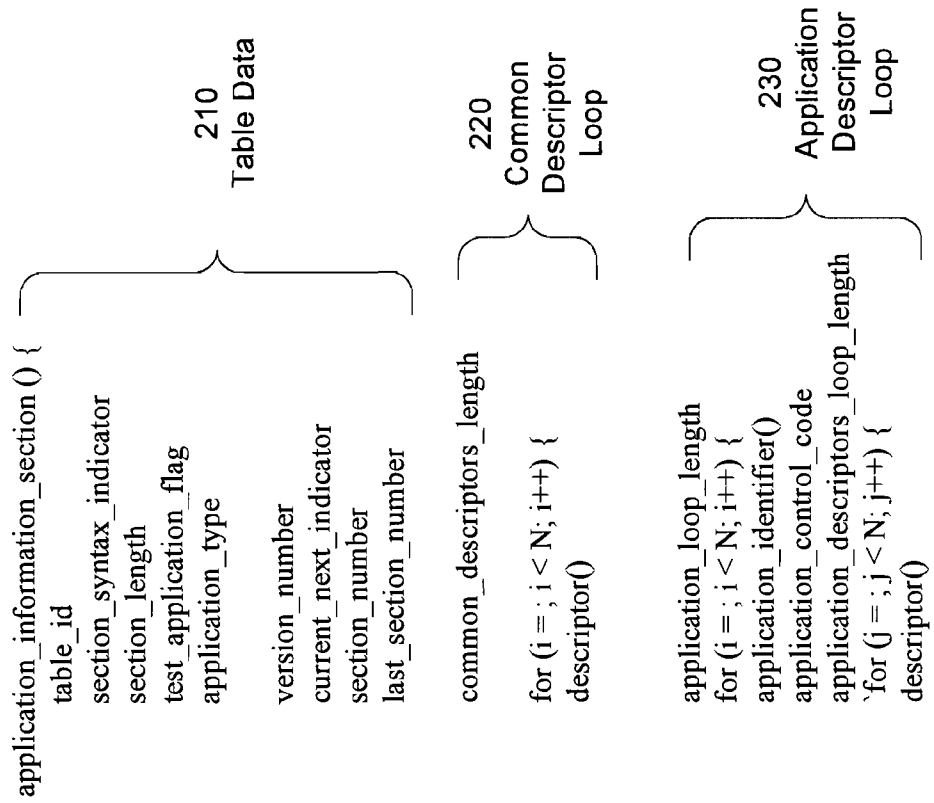 application_information_section () {
table_id
section_syntax_indicator
section_length
test_application_flag
application_type
version_number
current_next_indicator
section_number
last_section_number
210
Table Data
common_descriptors_length
for (i = ; i < N; i++) {
descriptor()
220
Common
Descriptor
Loop
application_loop_length
for (i = ; i < N; i++) {
application_identifier()
application_control_code
application_descriptors_loop_length
`for (j = ; j < N; j++) {
descriptor()
230
Application
Descriptor
Loop